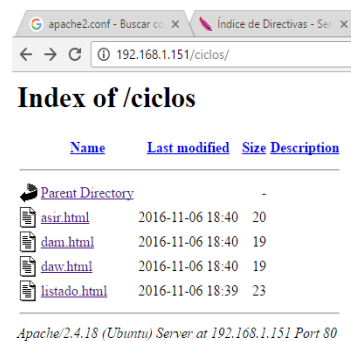 apache2.conf - Buscar co
Índice de Directivas - Ser
192.168.1.151/ciclos/
Index of /ciclos
Name Last modified Size Description
Parent Directory -
asir.html 2016-11-06 18:40 20
dam.html 2016-11-06 18:40 19
daw.html 2016-11-06 18:40 19
listado.html 2016-11-06 18:39 23
Apache/2.4.18 (Ubuntu) Server at 192.168.1.151 Port 80